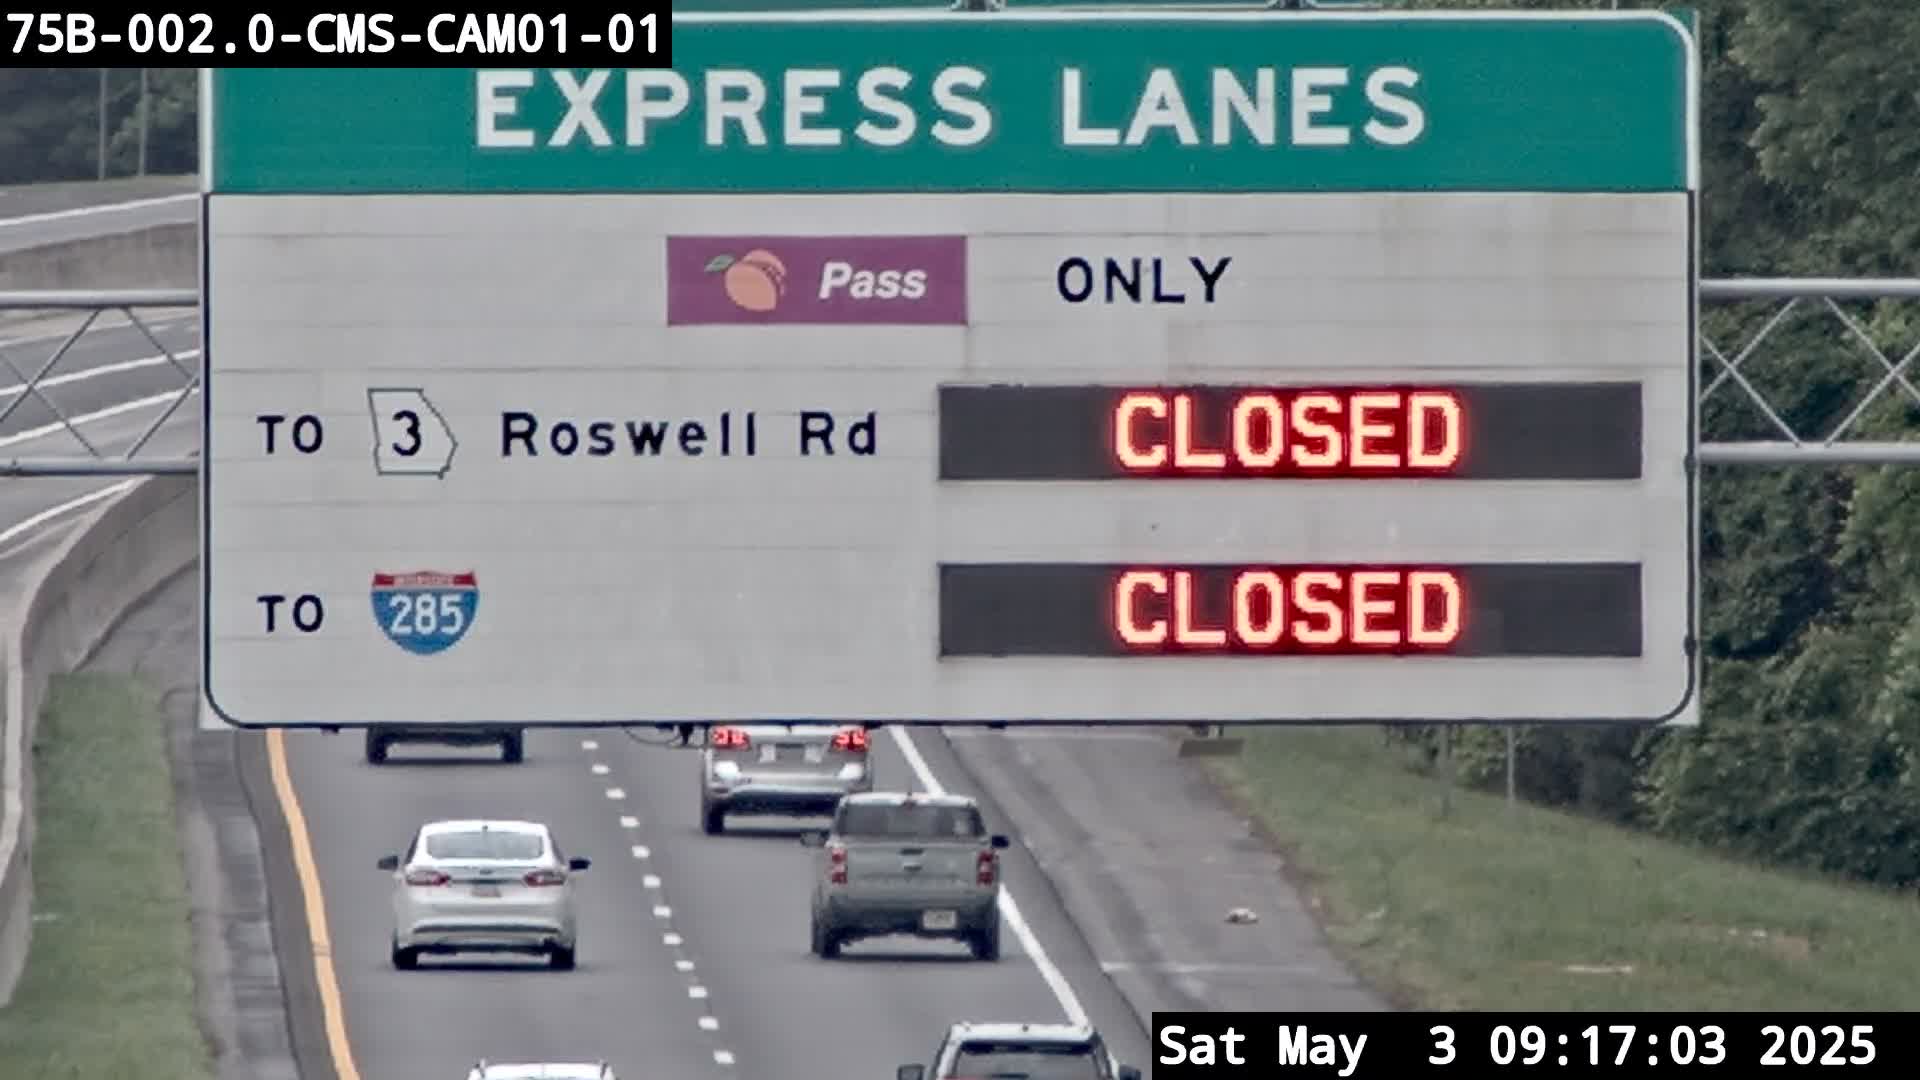 75B-002.0-CMS-CAM01-01
EXPRESS LANES
Pass ONLY
TO 3 Roswell Rd CLOSED
INTERSTATE
TO 285 CLOSED
Sat May 3 09:17:03 2025